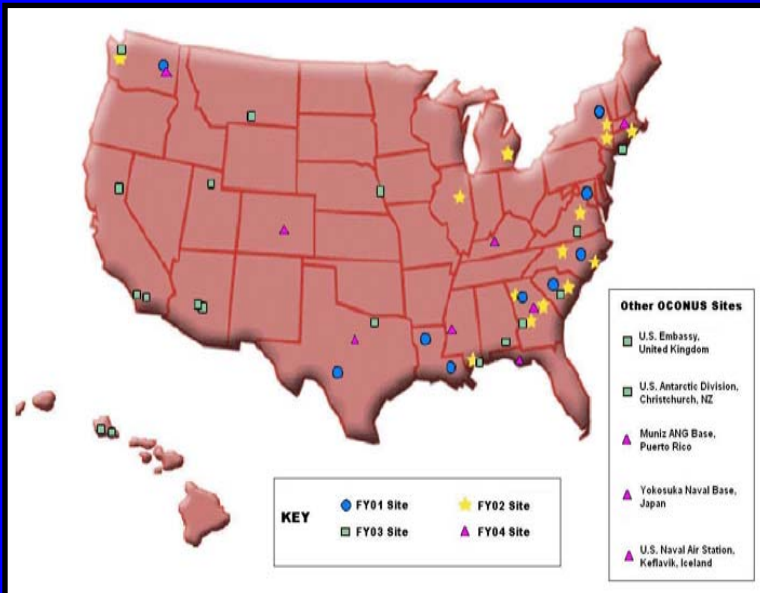 Other OCONUS Sites
U.S. Embassy,
United Kingdom
U.S. Antarctic Division,
Christchurch, NZ
Muniz ANG Base,
Puerto Rico
Yokosuka Naval Base,
Japan
U.S. Naval Air Station,
Keflavik, Iceland
KEY
FY01 Site
FY02 Site
FY03 Site
FY04 Site